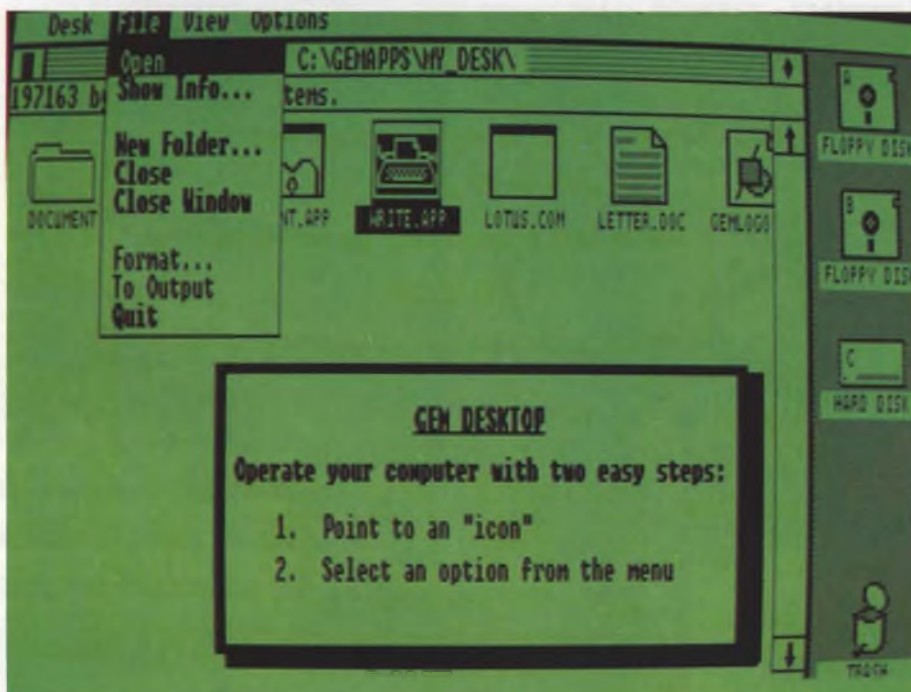 Desk File View Options
C:\GEMAPPS\MY_DESK\
197163 b
tems.
Open
Show Info...
New Folder...
Close
Close Window
Format...
To Output
Quit
DOCUMENT
NT.APP
WRITE.APP
LOTUS.COM
LETTER.DOC
GEMLOGO
A
FLOPPY DISK
B
FLOPPY DIS
C
HARD DISK
TRASH
GEM DESKTOP
Operate your computer with two easy steps:
1. Point to an "icon"
2. Select an option from the menu